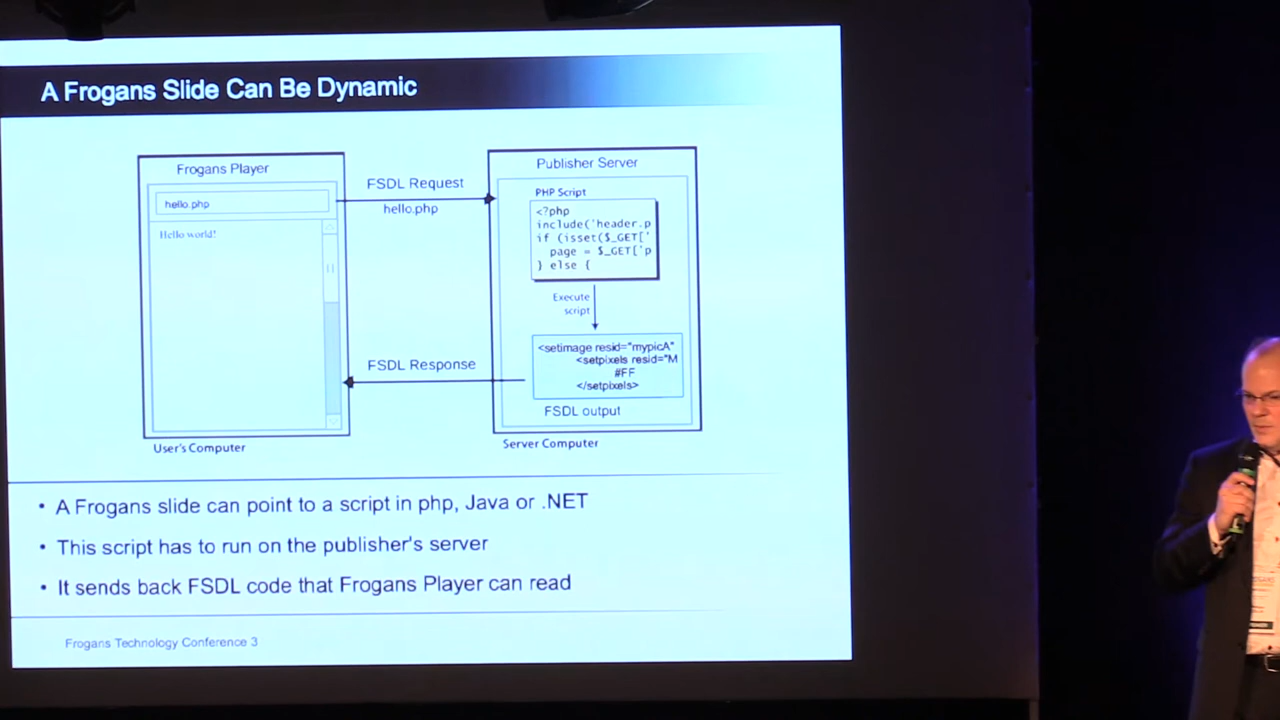 A Frogans Slide Can Be Dynamic
Frogans Player
hello.php
Hello world!
User's Computer
FSDL Request
hello.php
FSDL Response
Publisher Server
PHP Script
<?php
include('header.p
if (isset($_GET['
page = $_GET['p
} else {
Execute
script
<setimage resid="mypicA"
<setpixels resid="M
#FF
</setpixels>
FSDL output
Server Computer
• A Frogans slide can point to a script in php, Java or .NET
• This script has to run on the publisher's server
• It sends back FSDL code that Frogans Player can read
Frogans Technology Conference 3